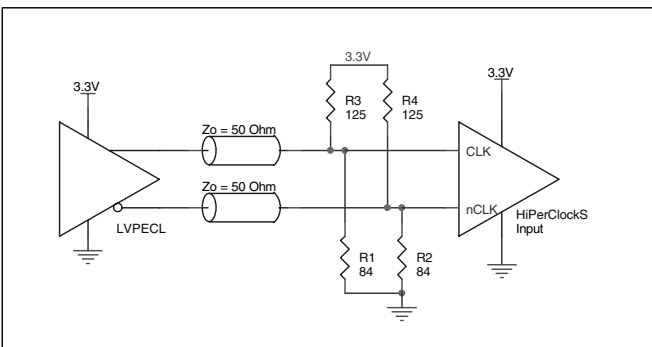 3.3V
R3
125
R4
125
3.3V
3.3V
Zo = 50 Ohm
CLK
Zo = 50 Ohm
nCLK
HiPerClockS
Input
LVPECL
R1
84
R2
84